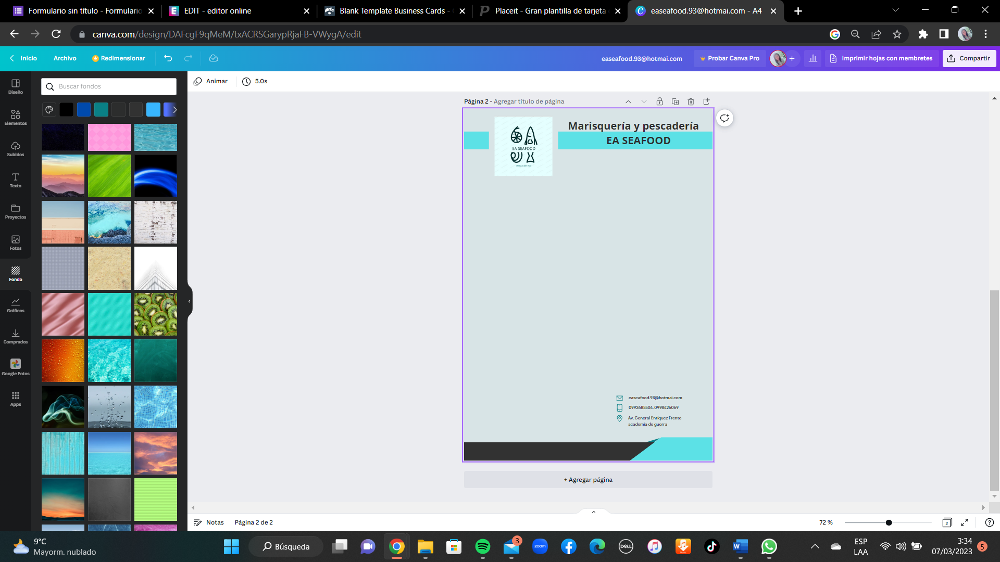 Formulario sin título - Formulario
EDIT - editor online
Blank Template Business Cards -
Placeit - Gran plantilla de tarjeta
easeafood.93@hotmai.com - A4
canva.com/design/DAFcgF9qMeM/txACRSGarypRjaFB-VWygA/edit
Inicio
Archivo
Redimensionar
easeafood.93@hotmai.com
Probar Canva Pro
Imprimir hojas con membretes
Compartir
Diseño
Elementos
Subidos
Texto
Proyectos
Fotos
Fondo
Gráficos
Comprados
Google Fotos
Apps
Buscar fondos
Animar
5.0s
Página 2 - Agregar título de página
Marisquería y pescadería
EA SEAFOOD
EA SEAFOOD
easeafood.93@hotmai.com
0992685504-0998426069
Av. General Enriquez Frente
academia de guerra
+ Agregar página
Notas
Página 2 de 2
72 %
2
9°C
Mayorm. nublado
Búsqueda
3
zoom
DELL
W
ESP
LAA
3:34
07/03/2023
5